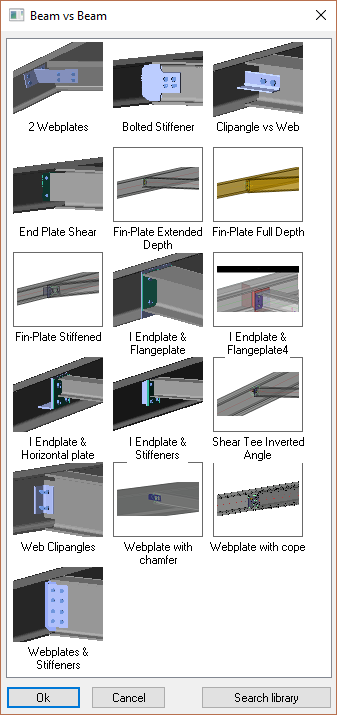 Beam vs Beam
2 Webplates
Bolted Stiffener
Clipangle vs Web
End Plate Shear
Fin-Plate Extended
Depth
Fin-Plate Full Depth
Fin-Plate Stiffened
I Endplate &
Flangeplate
I Endplate &
Flangeplate4
I Endplate &
Horizontal plate
I Endplate &
Stiffeners
Shear Tee Inverted
Angle
Web Clipangles
Webplate with
chamfer
Webplate with cope
Webplates &
Stiffeners
Ok
Cancel
Search library